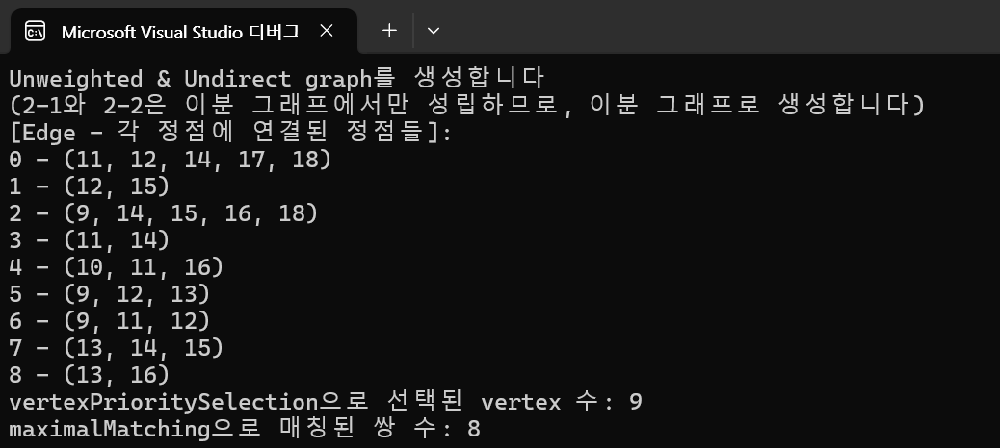 Microsoft Visual Studio 디버그
Unweighted & Undirect graph를 생성합니다
(2-1와 2-2은 이분 그래프에서만 성립하므로, 이분 그래프로 생성합니다)
[Edge - 각 정점에 연결된 정점들]:
0 - (11, 12, 14, 17, 18)
1 - (12, 15)
2 - (9, 14, 15, 16, 18)
3 - (11, 14)
4 - (10, 11, 16)
5 - (9, 12, 13)
6 - (9, 11, 12)
7 - (13, 14, 15)
8 - (13, 16)
vertexPrioritySelection으로 선택된 vertex 수: 9
maximalMatching으로 매칭된 쌍 수: 8